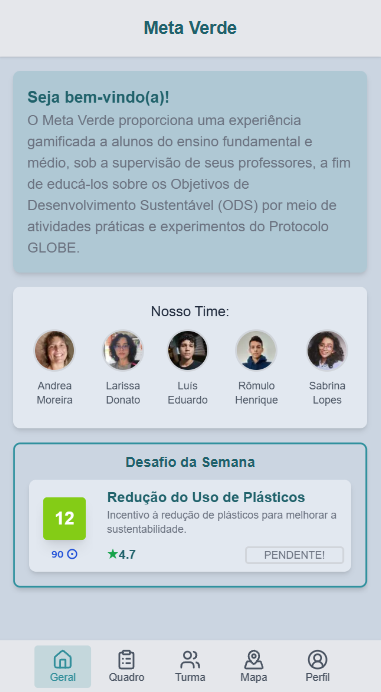 Meta Verde
Seja bem-vindo(a)!
O Meta Verde proporciona uma experiência
gamificada a alunos do ensino fundamental e
médio, sob a supervisão de seus professores, a fim
de educá-los sobre os Objetivos de
Desenvolvimento Sustentável (ODS) por meio de
atividades práticas e experimentos do Protocolo
GLOBE.
Nosso Time:
Andrea Moreira
Larissa Donato
Luís Eduardo
Rômulo Henrique
Sabrina Lopes
Desafio da Semana
12
Redução do Uso de Plásticos
Incentivo à redução de plásticos para melhorar a
sustentabilidade.
90
★4.7
PENDENTE!
Geral
Quadro
Turma
Mapa
Perfil